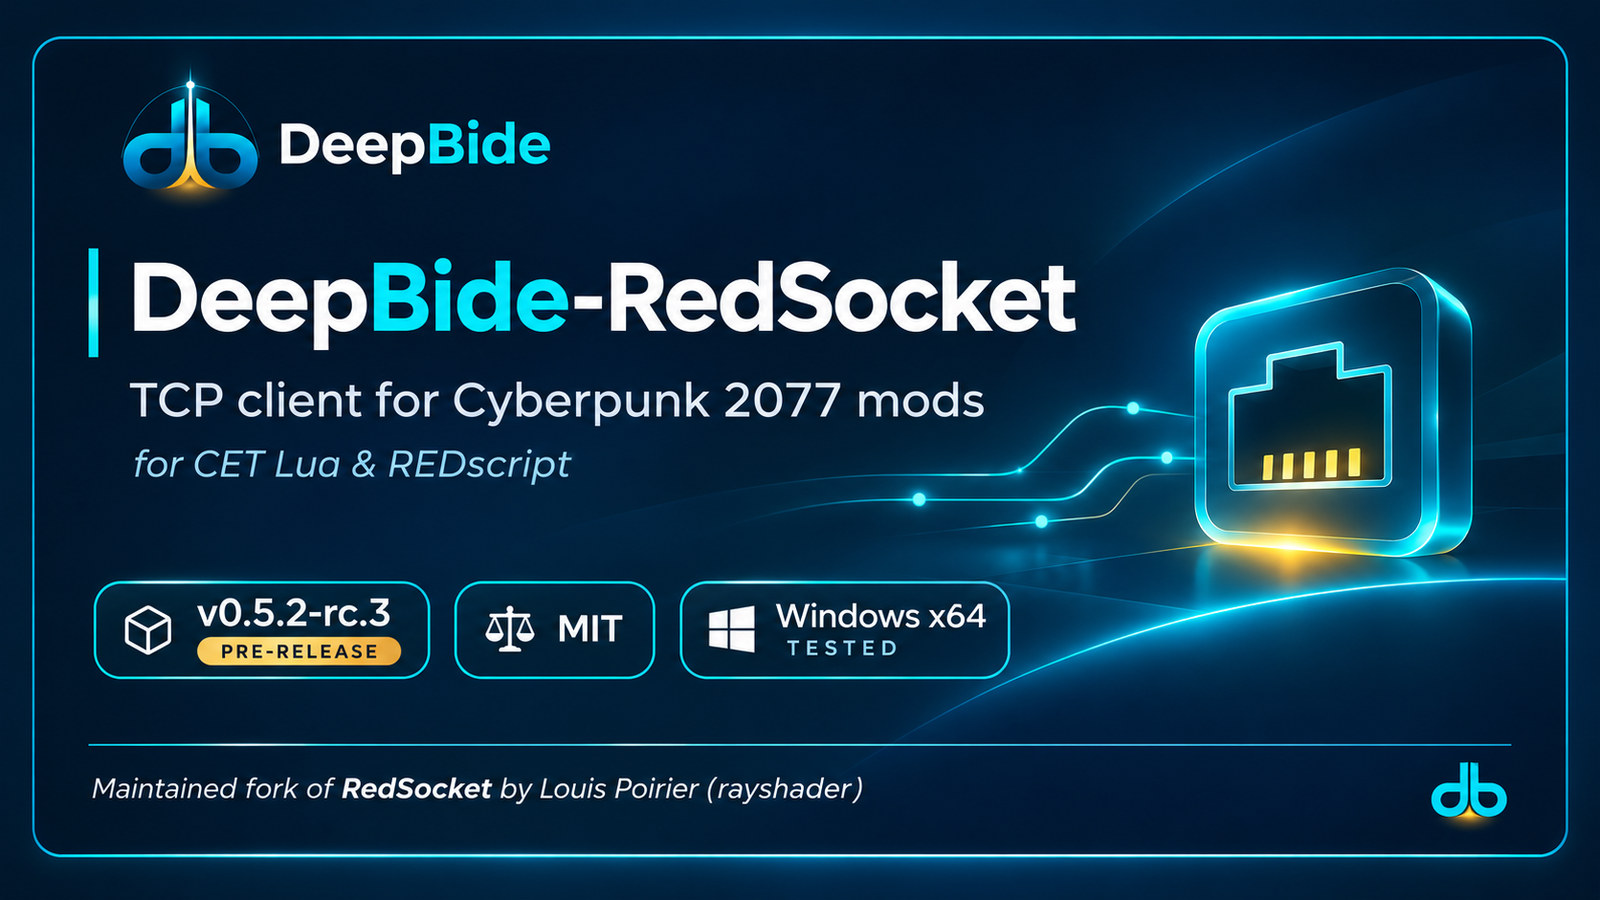 DeepBide
DeepBide-RedSocket
TCP client for Cyberpunk 2077 mods
for CET Lua & REDscript
v0.5.2-rc.3
PRE-RELEASE
MIT
Windows x64
TESTED
Maintained fork of RedSocket by Louis Poirier (rayshader)
db